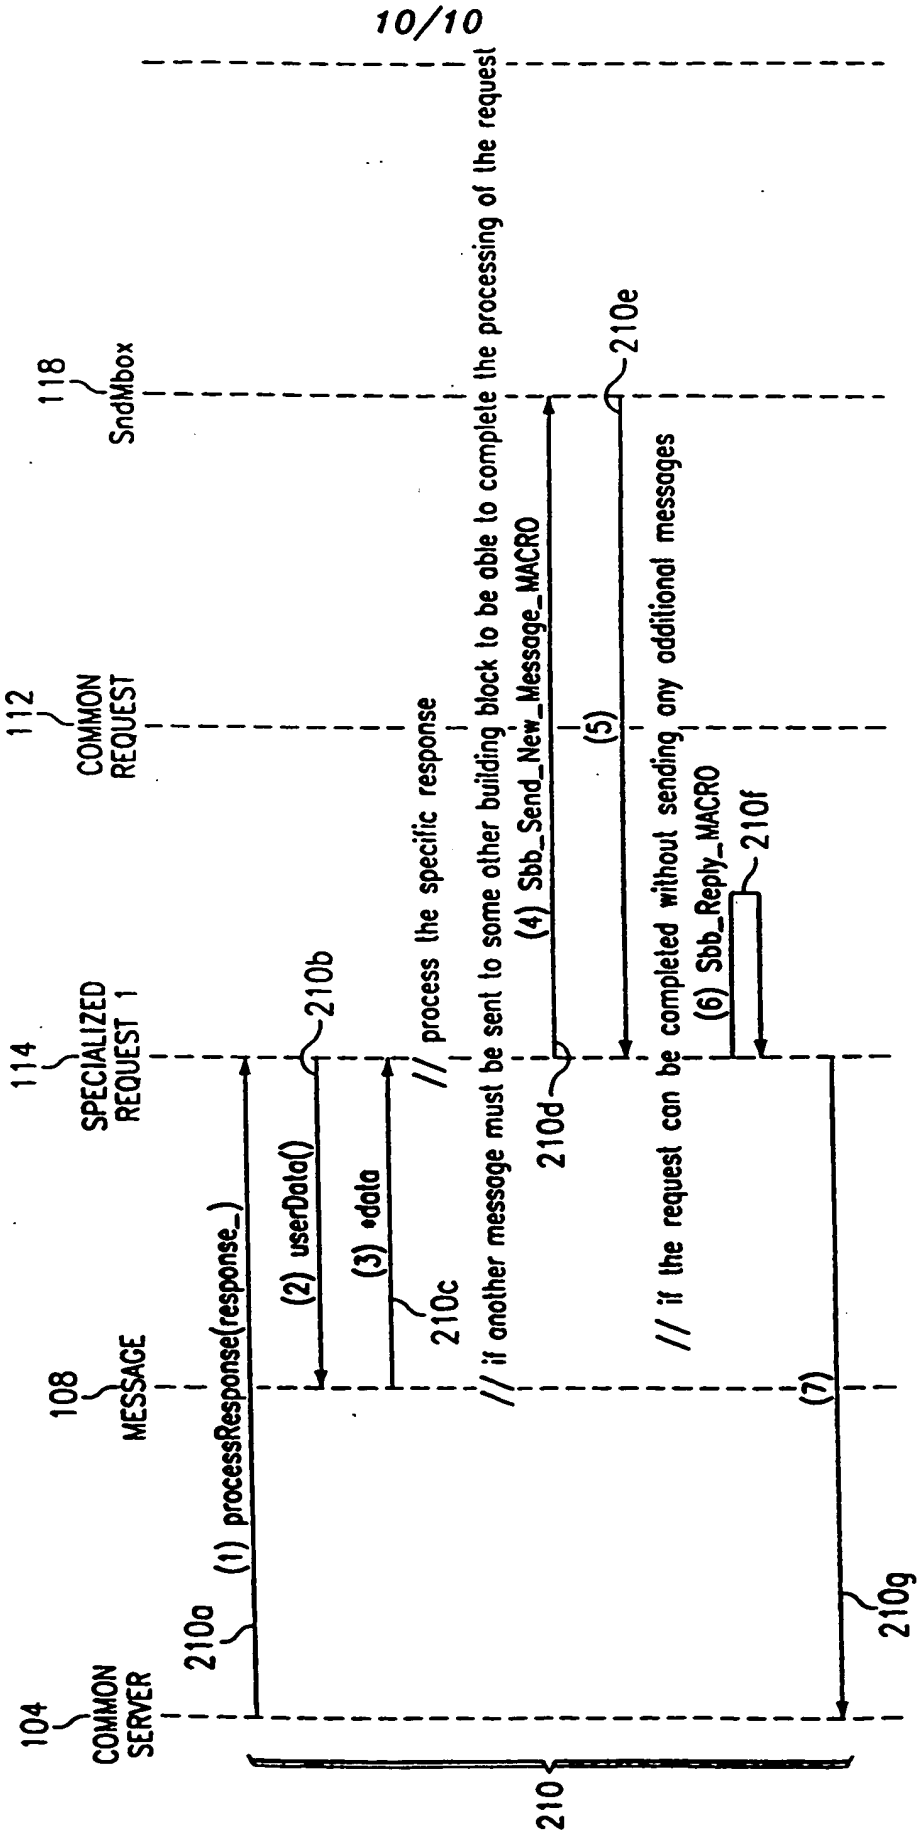 10/10
104
COMMON
SERVER
108
MESSAGE
114
SPECIALIZED
REQUEST 1
112
COMMON
REQUEST
118
SndMbox
210a
(1) processResponse(response_)
(2) userData()
210b
(3) *data
210c
// process the specific response
// if another message must be sent to some other building block to be able to complete the processing of the request
(4) Sbb_Send_New_Message_MACRO
210d
(5)
210e
// if the request can be completed without sending any additional messages
(6) Sbb_Reply_MACRO
210f
(7)
210g
210